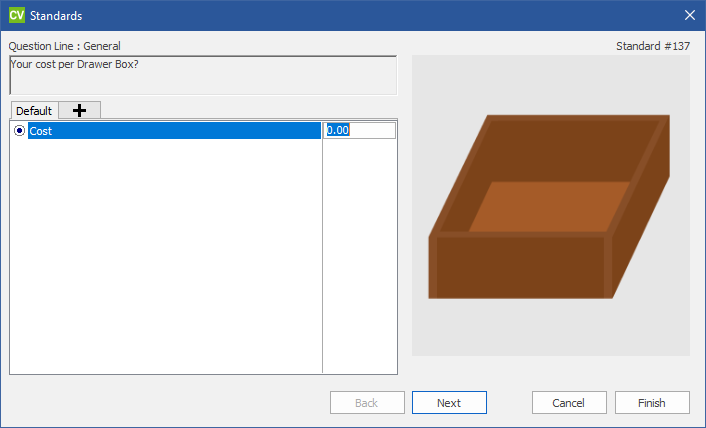 CV Standards
Question Line : General
Standard #137
Your cost per Drawer Box?
Default
Cost 0.00
Back Next Cancel Finish